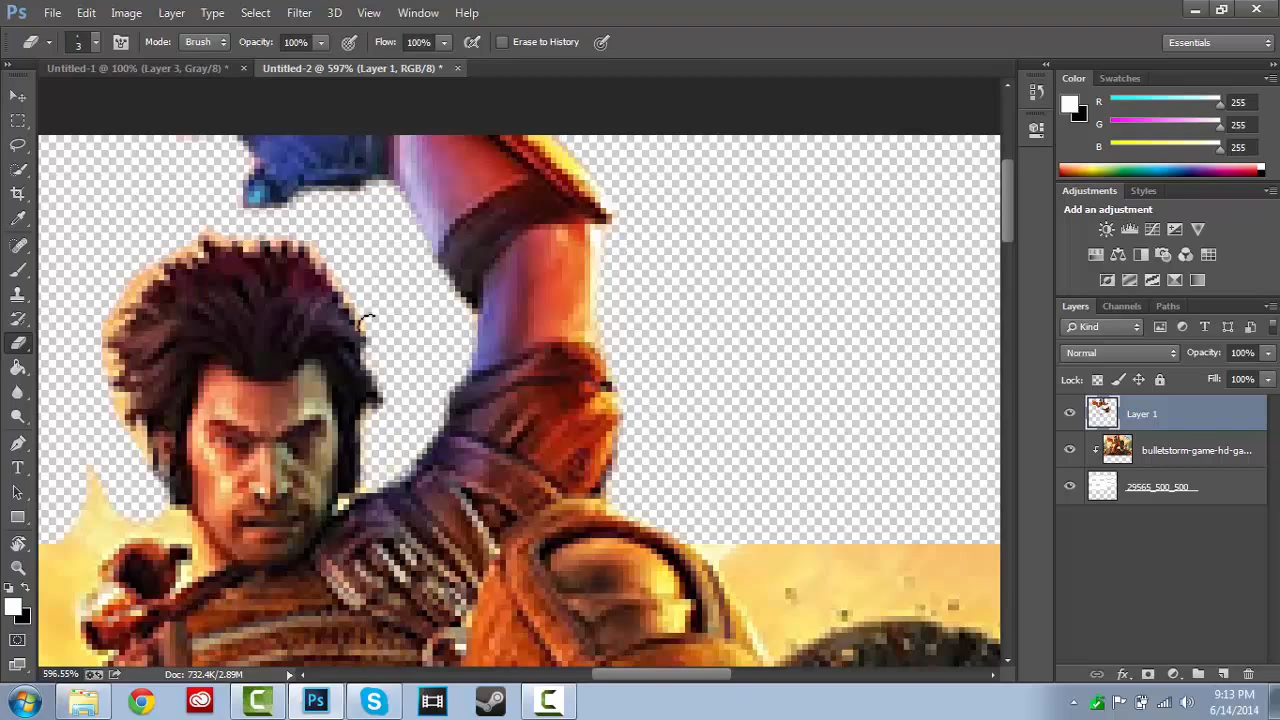 Ps File Edit Image Layer Type Select Filter 3D View Window Help
3 Mode: Brush Opacity: 100% Flow: 100% Erase to History Essentials
Untitled-1 @ 100% (Layer 3, Gray/8) * × Untitled-2 @ 597% (Layer 1, RGB/8) * ×
Color Swatches
R 255
G 255
B 255
Adjustments Styles
Add an adjustment
Layers Channels Paths
Kind
Normal Opacity: 100%
Lock: Fill: 100%
Layer 1
bulletstorm-game-hd-ga...
29565_500_500
596.55% Doc: 732.4K/2.89M
9:13 PM
6/14/2014